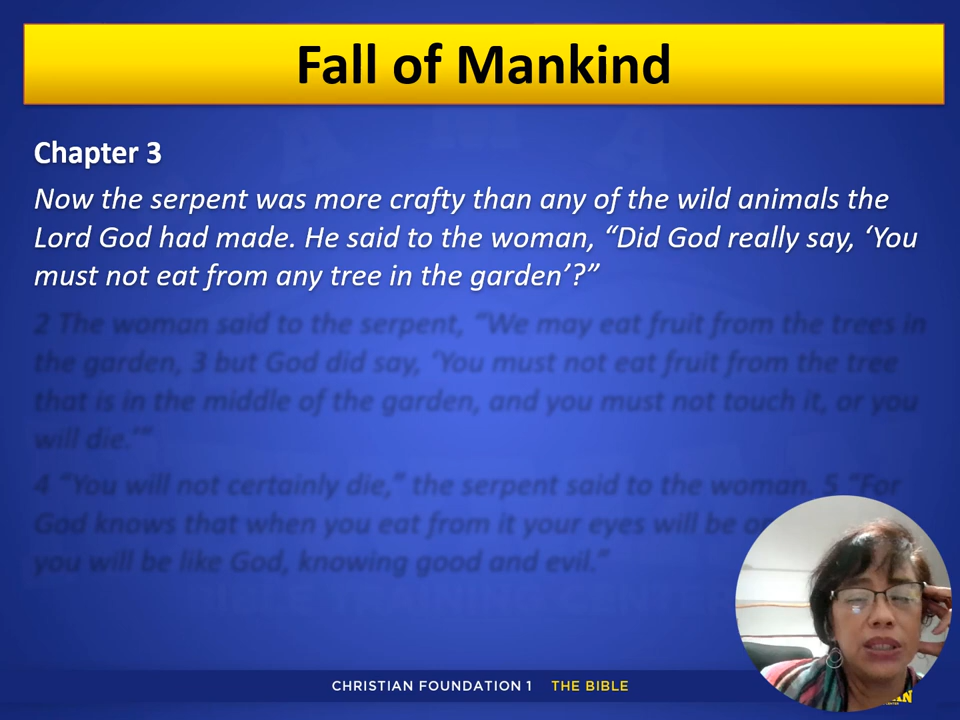 Fall of Mankind
Chapter 3
Now the serpent was more crafty than any of the wild animals the
Lord God had made. He said to the woman, “Did God really say, ‘You
must not eat from any tree in the garden’?”
2 The woman said to the serpent, “We may eat fruit from the trees in
the garden, 3 but God did say, ‘You must not eat fruit from the tree
that is in the middle of the garden, and you must not touch it, or you
will die.’”
4 “You will not certainly die,” the serpent said to the woman. 5 “For
God knows that when you eat from it your eyes will be
you will be like God, knowing good and evil.”
CHRISTIAN FOUNDATION 1 THE BIBLE